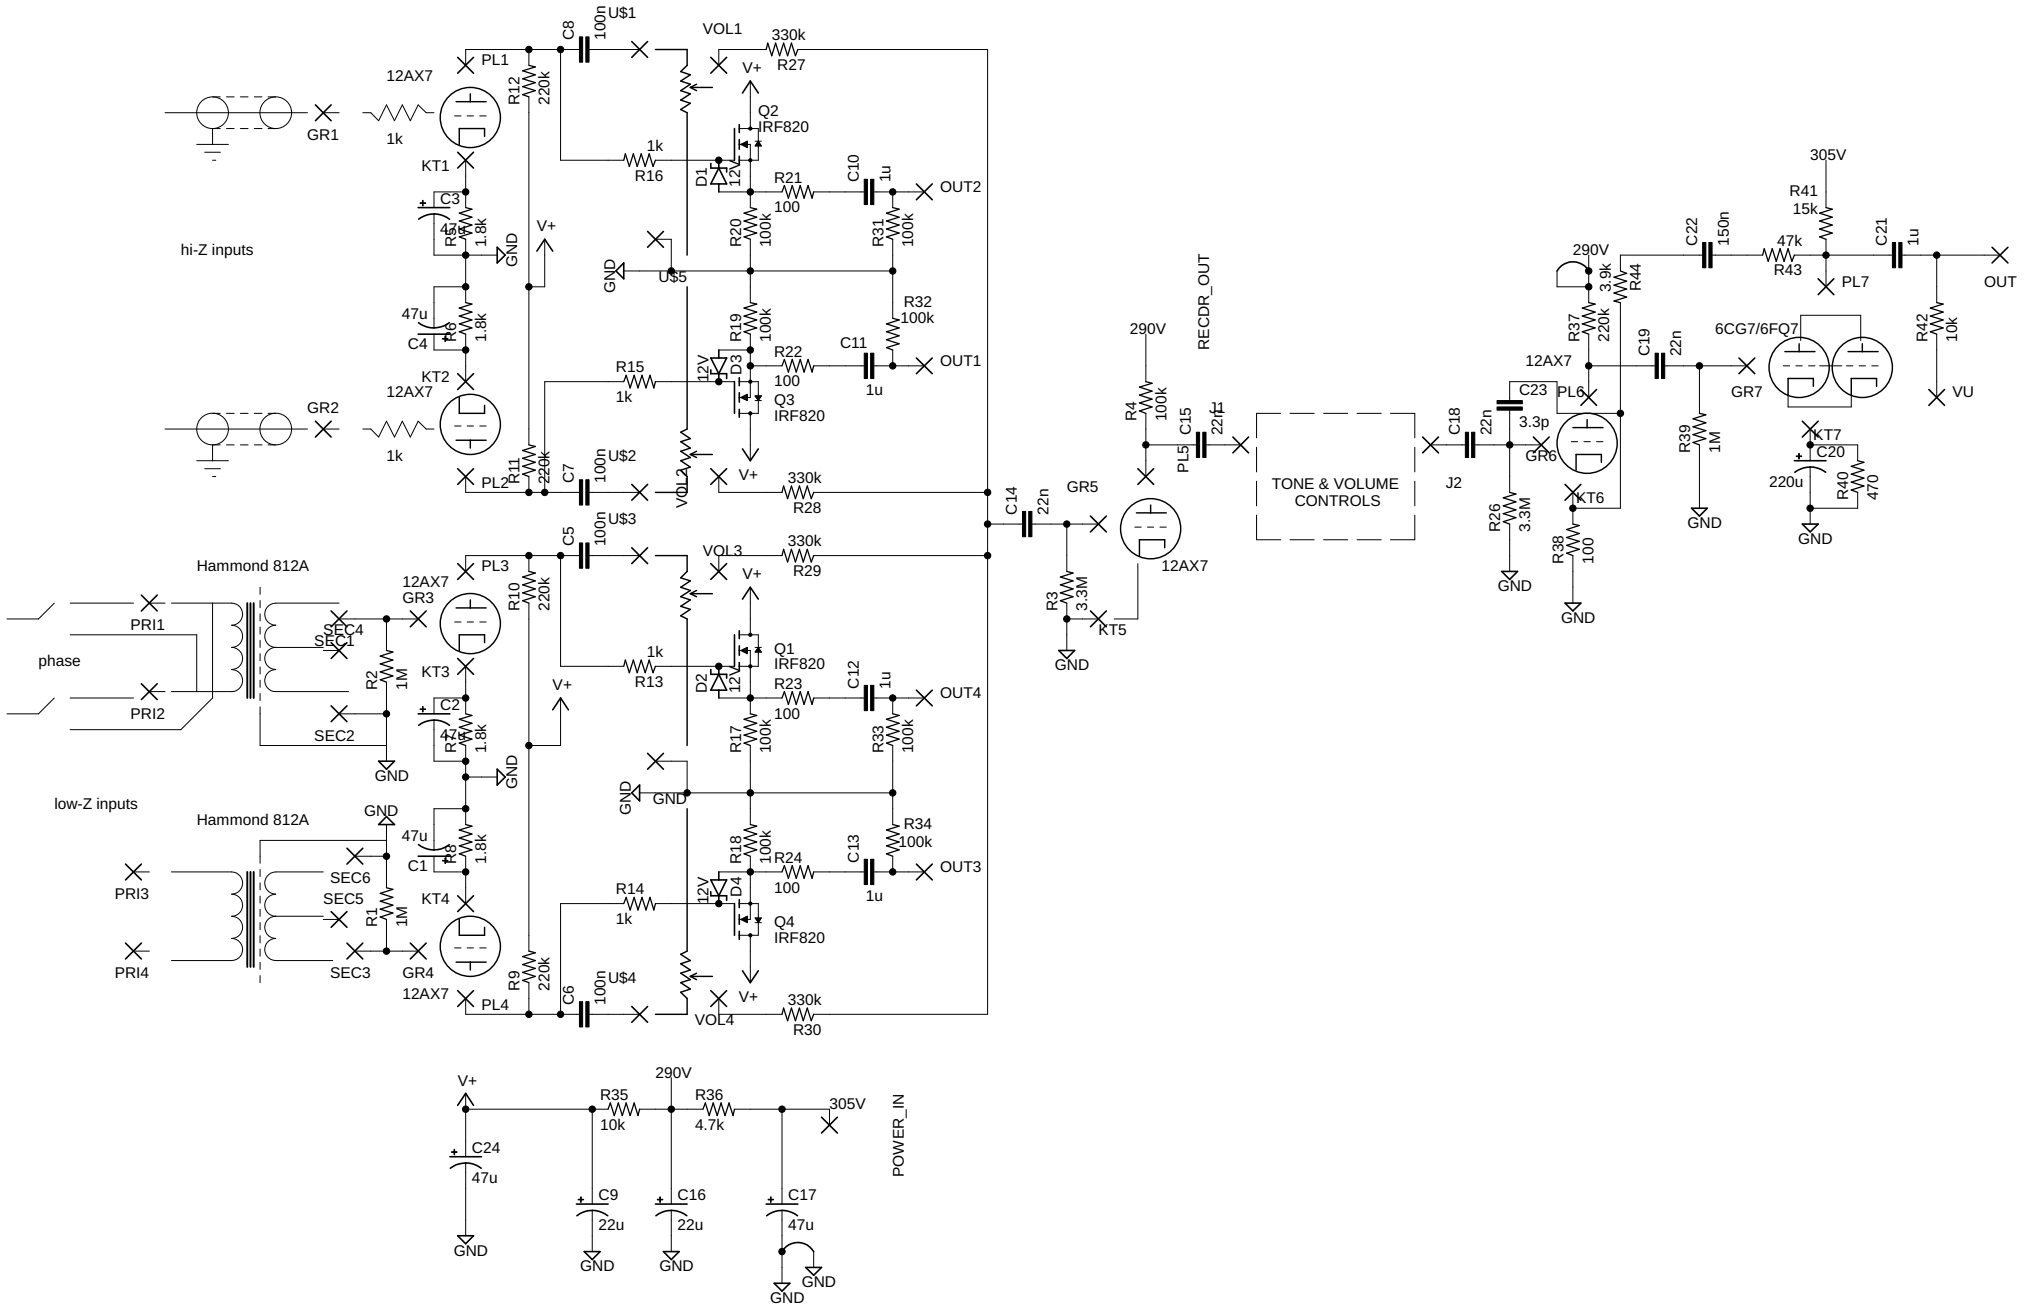 C8
100n
U$1
VOL1
330k
R27
12AX7
PL1
R12
220k
V+
Q2
IRF820
GR1
1k
KT1
1k
R16
D1
12V
R21
100
C10
1u
OUT2
C3
47u
R5
1.8k
GND
V+
R20
100k
R31
100k
hi-Z inputs
GND
U$5
47u
C4
R6
1.8k
R19
100k
R32
100k
KT2
12AX7
R15
1k
12V
D3
R22
100
C11
1u
OUT1
Q3
IRF820
GR2
1k
PL2
R11
220k
C7
100n
U$2
VOL2
V+
330k
R28
Hammond 812A
12AX7
GR3
PL3
R10
220k
C5
100n
U$3
VOL3
330k
R29
V+
PRI1
SEC4
SEC1
phase
R2
1M
KT3
1k
R13
D2
12V
Q1
IRF820
R23
100
C12
1u
OUT4
PRI2
SEC2
GND
C2
47u
R7
1.8k
GND
V+
R17
100k
R33
100k
low-Z inputs
Hammond 812A
GND
GND
GND
47u
C1
R8
1.8k
R18
100k
R34
100k
PRI3
SEC6
SEC5
R1
1M
KT4
R14
1k
12V
D4
R24
100
C13
1u
OUT3
Q4
IRF820
PRI4
SEC3
GR4
12AX7
PL4
R9
220k
C6
100n
U$4
VOL4
V+
330k
R30
C14
22n
GR5
R3
3.3M
GND
KT5
12AX7
290V
R4
100k
PL5
C15
22n
J1
RECDR_OUT
TONE & VOLUME
CONTROLS
J2
C18
22n
C23
3.3p
R26
3.3M
GND
GR6
12AX7
PL6
KT6
R38
100
GND
290V
R37
220k
3.9k
R44
C22
150n
47k
R43
305V
R41
15k
PL7
C21
1u
OUT
R42
10k
VU
C19
22n
R39
1M
GND
GR7
6CG7/6FQ7
KT7
C20
220u
R40
470
GND
V+
C24
47u
GND
R35
10k
290V
R36
4.7k
305V
POWER_IN
C9
22u
GND
C16
22u
GND
C17
47u
GND
GND